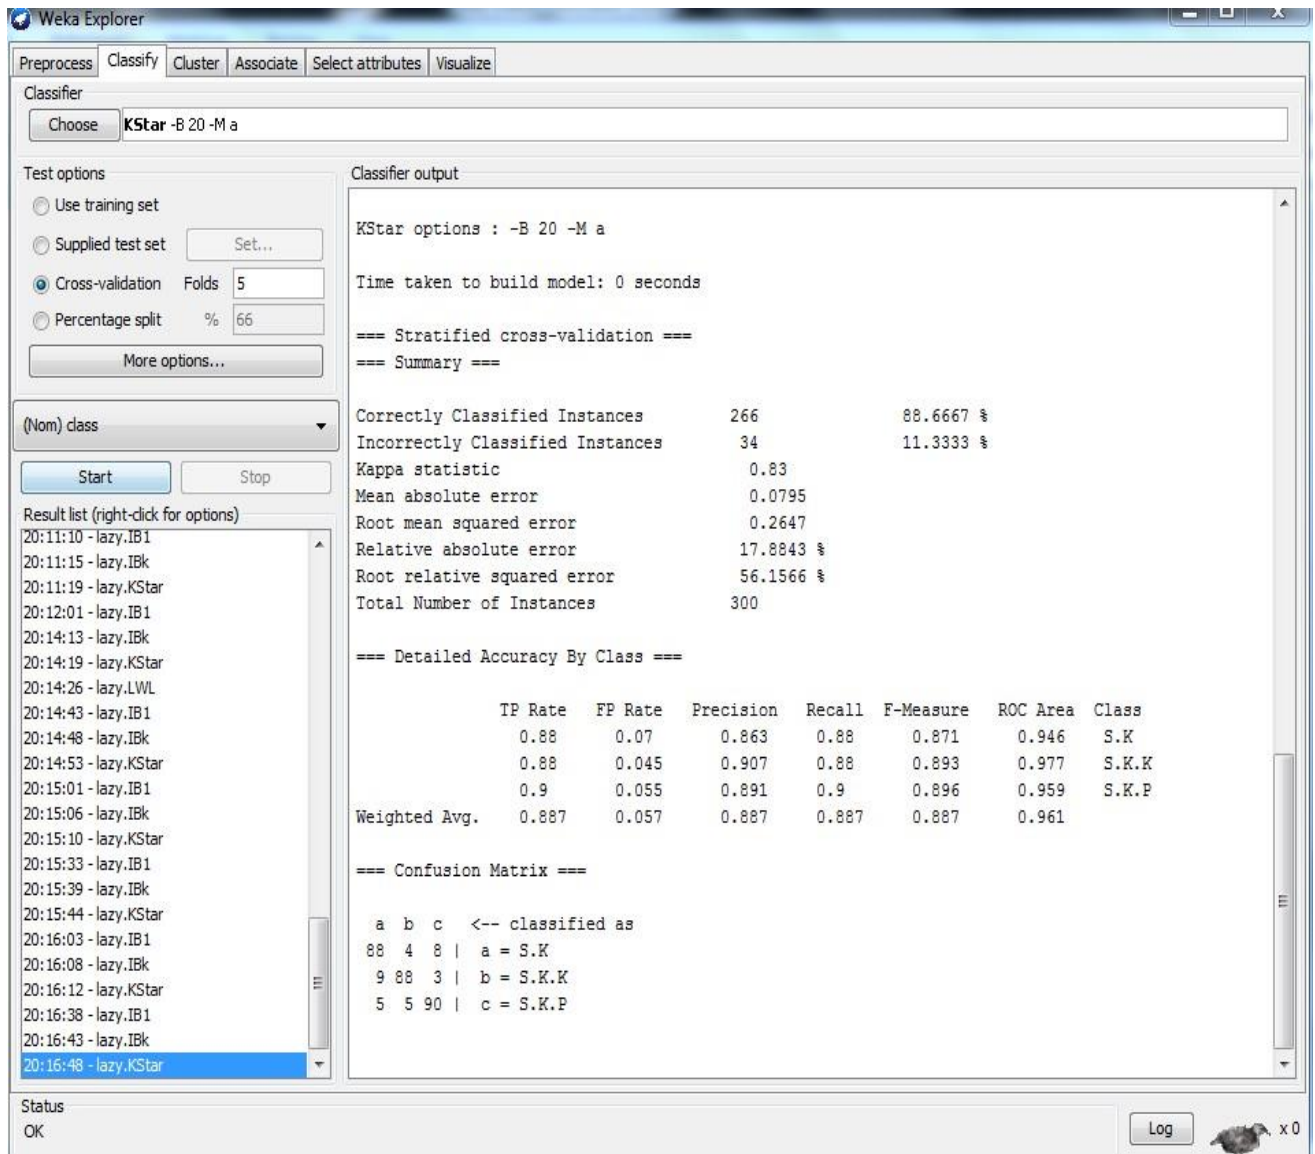 Weka Explorer
Preprocess Classify Cluster Associate Select attributes Visualize
Classifier
Choose KStar -B 20 -M a
Test options
Use training set
Supplied test set Set...
Cross-validation Folds 5
Percentage split % 66
More options...
(Nom) class
Start Stop
Result list (right-click for options)
20:11:10 - lazy.IB1
20:11:15 - lazy.IBk
20:11:19 - lazy.KStar
20:12:01 - lazy.IB1
20:14:13 - lazy.IBk
20:14:19 - lazy.KStar
20:14:26 - lazy.LWL
20:14:43 - lazy.IB1
20:14:48 - lazy.IBk
20:14:53 - lazy.KStar
20:15:01 - lazy.IB1
20:15:06 - lazy.IBk
20:15:10 - lazy.KStar
20:15:33 - lazy.IB1
20:15:39 - lazy.IBk
20:15:44 - lazy.KStar
20:16:03 - lazy.IB1
20:16:08 - lazy.IBk
20:16:12 - lazy.KStar
20:16:38 - lazy.IB1
20:16:43 - lazy.IBk
20:16:48 - lazy.KStar
Classifier output
KStar options : -B 20 -M a
Time taken to build model: 0 seconds
=== Stratified cross-validation ===
=== Summary ===
Correctly Classified Instances 266 88.6667 %
Incorrectly Classified Instances 34 11.3333 %
Kappa statistic 0.83
Mean absolute error 0.0795
Root mean squared error 0.2647
Relative absolute error 17.8843 %
Root relative squared error 56.1566 %
Total Number of Instances 300
=== Detailed Accuracy By Class ===
TP Rate FP Rate Precision Recall F-Measure ROC Area Class
0.88 0.07 0.863 0.88 0.871 0.946 S.K
0.88 0.045 0.907 0.88 0.893 0.977 S.K.K
0.9 0.055 0.891 0.9 0.896 0.959 S.K.P
Weighted Avg. 0.887 0.057 0.887 0.887 0.887 0.961
=== Confusion Matrix ===
a b c <-- classified as
88 4 8 | a = S.K
9 88 3 | b = S.K.K
5 5 90 | c = S.K.P
Status
OK
Log x 0